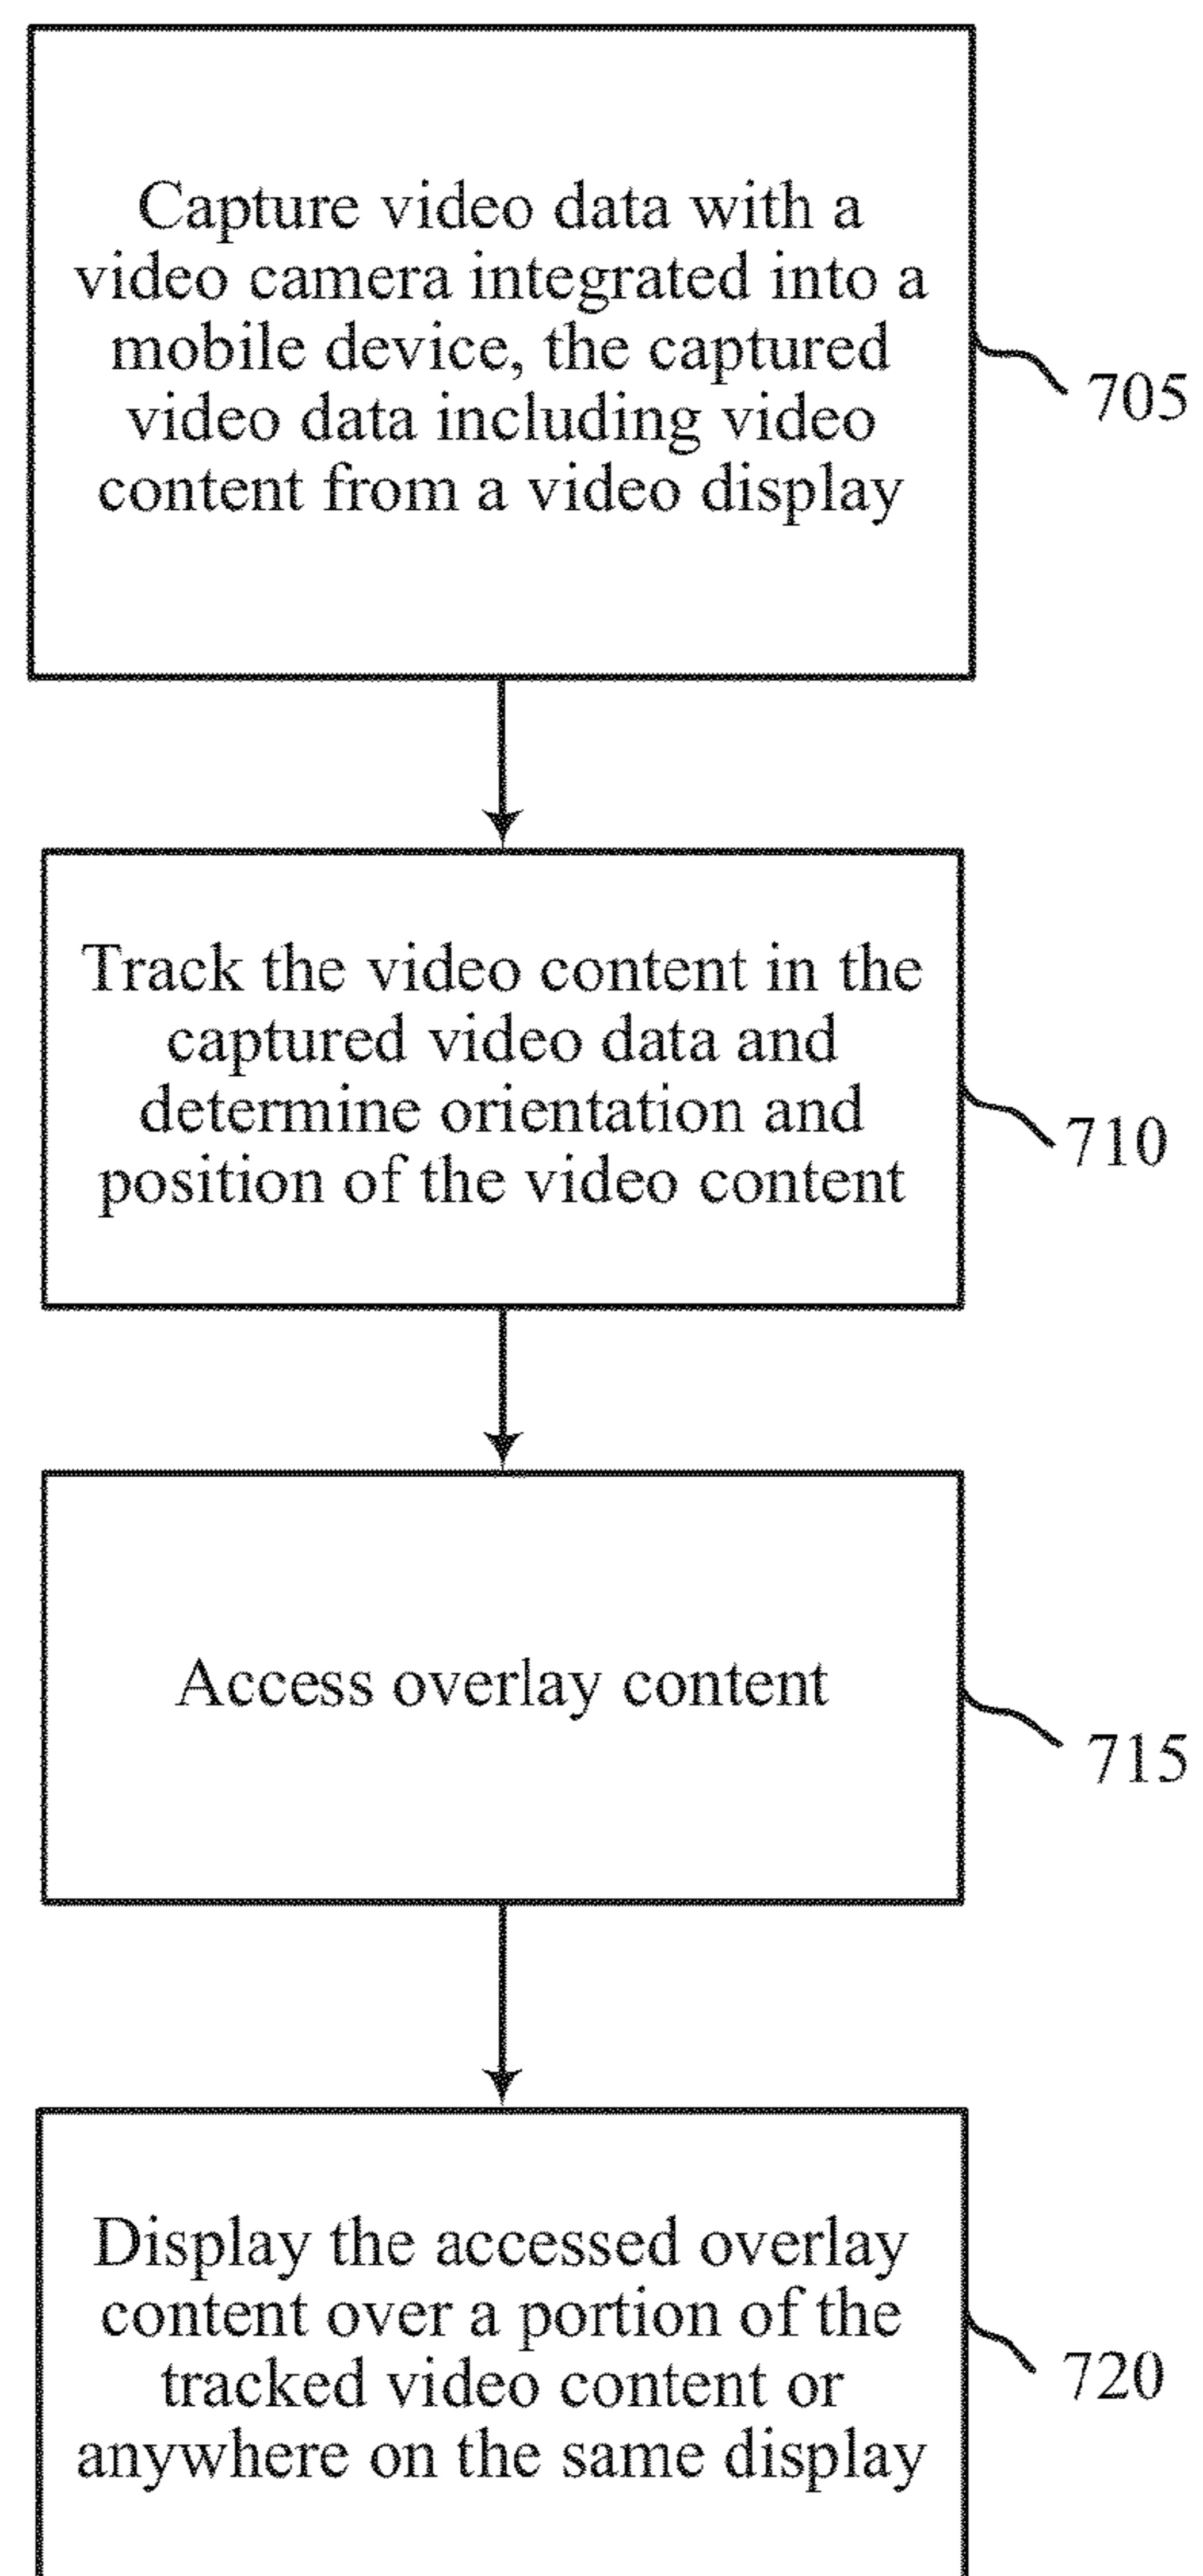 Capture video data with a
video camera integrated into a
mobile device, the captured
video data including video
content from a video display
705
Track the video content in the
captured video data and
determine orientation and
position of the video content
710
Access overlay content
715
Display the accessed overlay
content over a portion of the
tracked video content or
anywhere on the same display
720